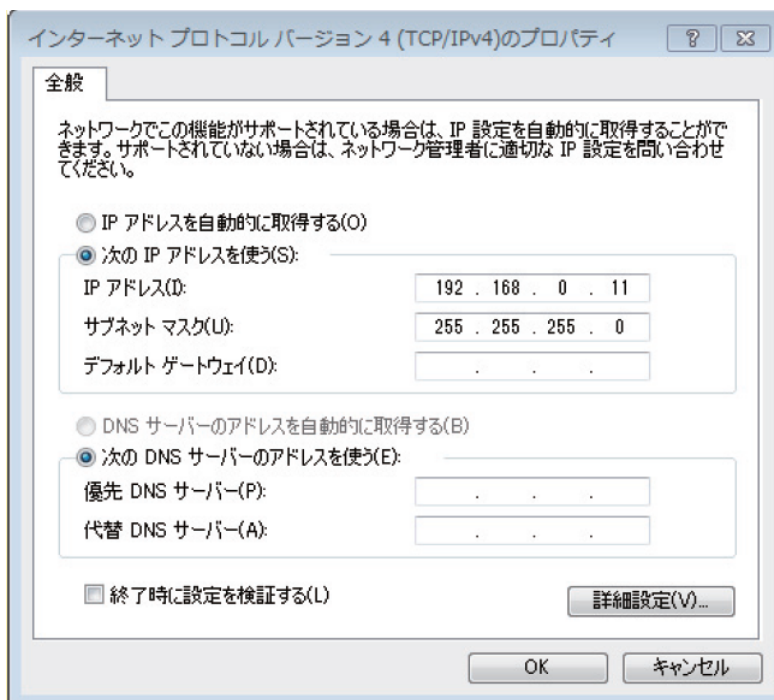 インターネット プロトコル バージョン 4 (TCP/IPv4)のプロパティ
全般
ネットワークでこの機能がサポートされている場合は、IP 設定を自動的に取得することがで
きます。サポートされていない場合は、ネットワーク管理者に適切な IP 設定を問い合わせ
てください。
IP アドレスを自動的に取得する(O)
次の IP アドレスを使う(S):
IP アドレス(I): 192 . 168 . 0 . 11
サブネット マスク(U): 255 . 255 . 255 . 0
デフォルト ゲートウェイ(D): . . .
DNS サーバーのアドレスを自動的に取得する(B)
次の DNS サーバーのアドレスを使う(E):
優先 DNS サーバー(P): . . .
代替 DNS サーバー(A): . . .
終了時に設定を検証する(L)
詳細設定(V)...
OK キャンセル